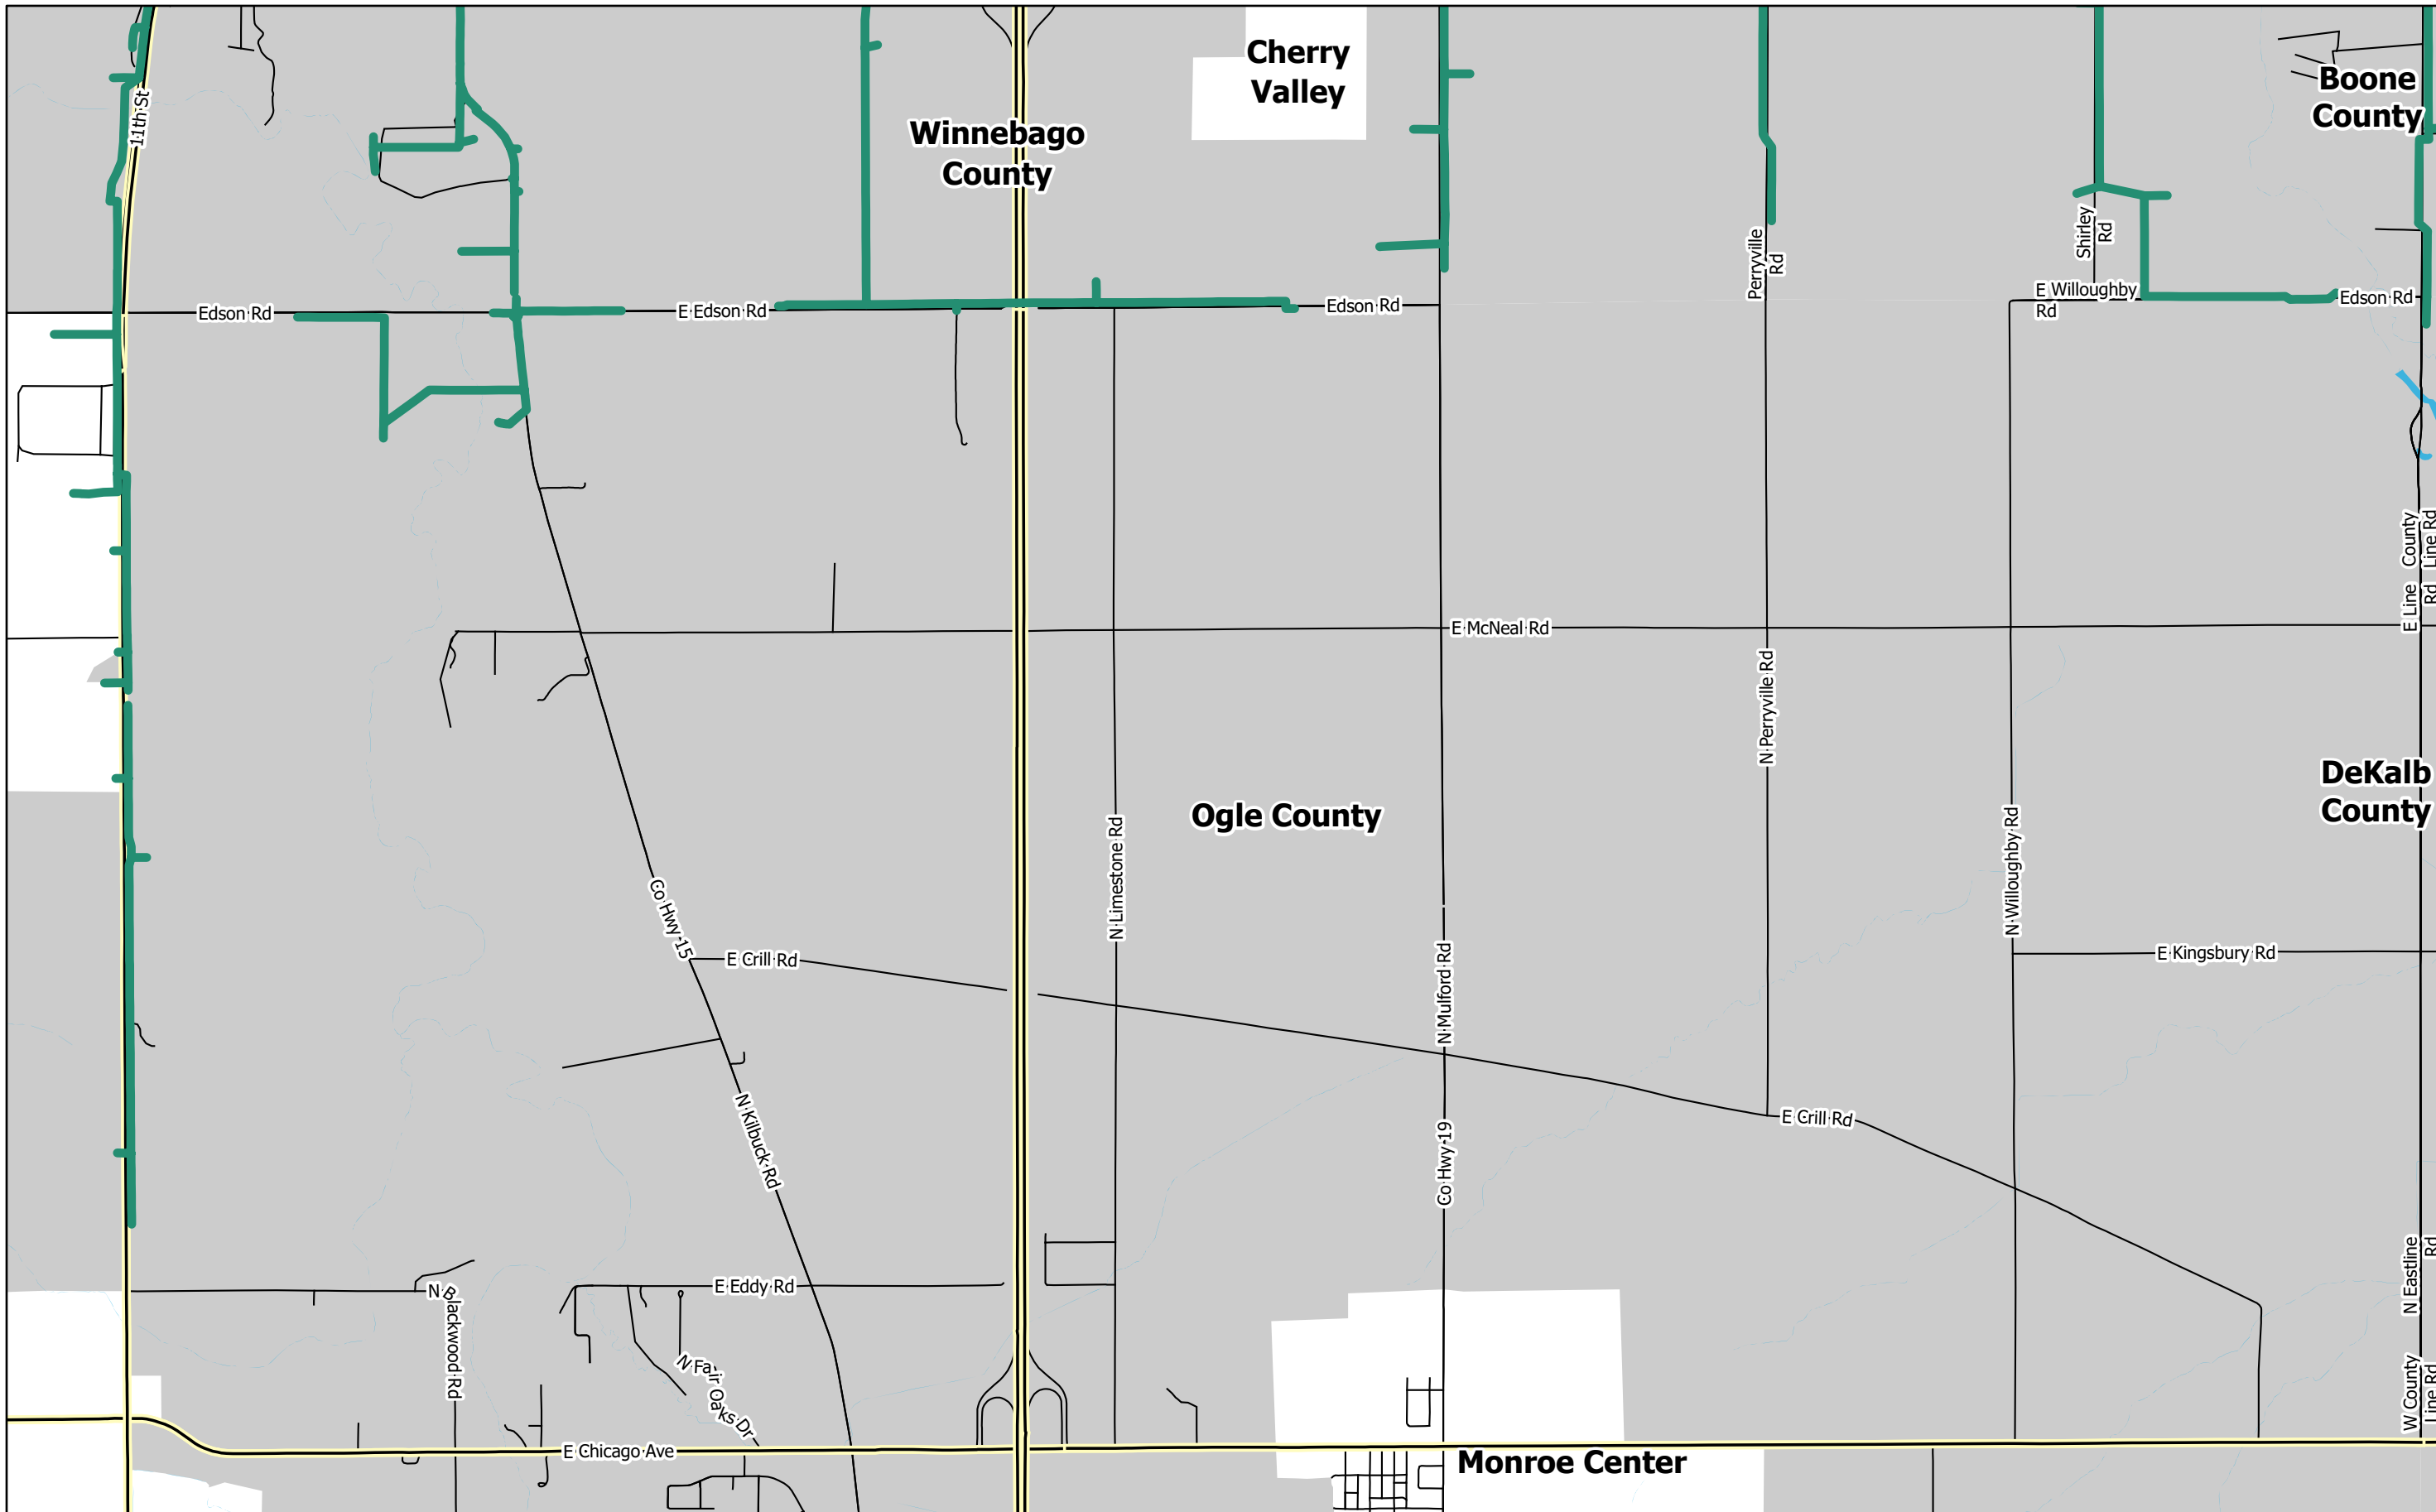 Cherry
Valley
Boone
County
11th St
Winnebago
County
Shirley
Rd
Perryville
Rd
E Willoughby
Rd
Edson Rd
Edson Rd
E Edson Rd
Edson Rd
County
Line Rd
E Line
Rd
E McNeal Rd
N Perryville Rd
DeKalb
County
Ogle County
N Limestone Rd
N Willoughby Rd
Co Hwy 15
E Crill Rd
N Mulford Rd
E Kingsbury Rd
N Kilbuck Rd
Co Hwy 19
E Crill Rd
N Eastline
Rd
E Eddy Rd
N Blackwood Rd
N Fair Oaks Dr
W County
Line Rd
E Chicago Ave
Monroe Center